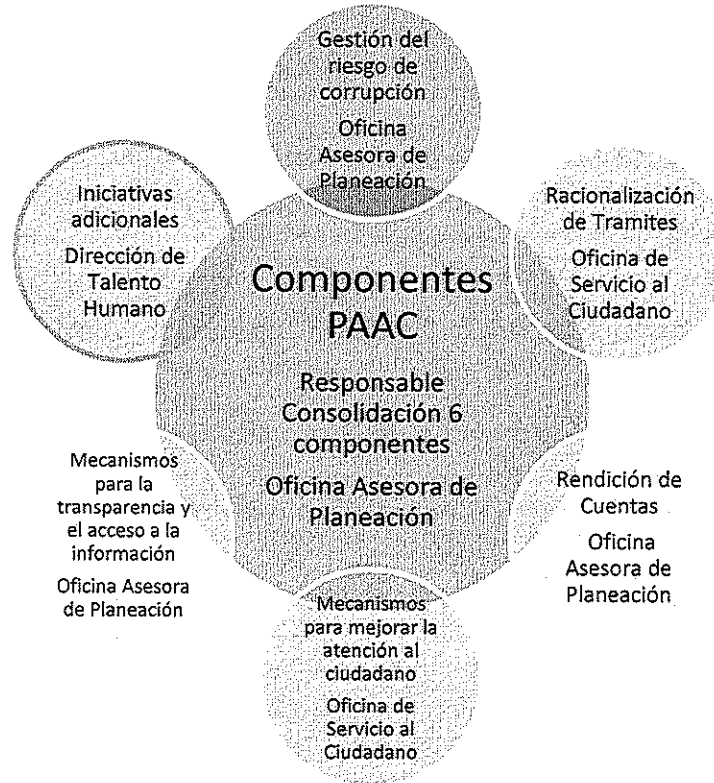 Gestión del
riesgo de
corrupción
Oficina
Asesora de
Planeación
Racionalización
de Tramites
Oficina de
Servicio al
Ciudadano
Rendición de
Cuentas
Oficina
Asesora de
Planeación
Mecanismos
para mejorar la
atención al
ciudadano
Oficina de
Servicio al
Ciudadano
Mecanismos
para la
transparencia y
el acceso a la
información
Oficina Asesora
de Planeación
Iniciativas
adicionales
Dirección de
Talento
Humano
Componentes
PAAC
Responsable
Consolidación 6
componentes
Oficina Asesora de
Planeación